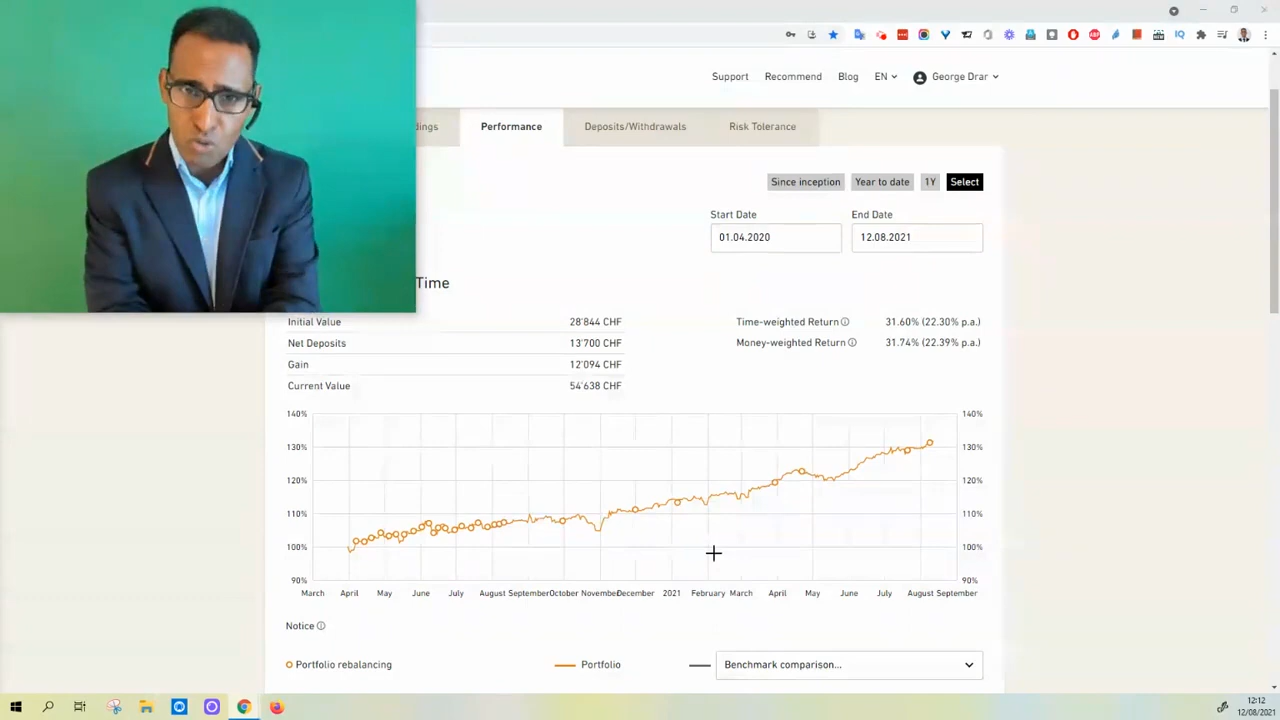 Support Recommend Blog EN George Drar
dings Performance Deposits/Withdrawals Risk Tolerance
Since inception Year to date 1Y Select
Start Date End Date
01.04.2020 12.08.2021
Time
Initial Value 28'844 CHF Time-weighted Return 31.60% (22.30% p.a.)
Net Deposits 13'700 CHF Money-weighted Return 31.74% (22.39% p.a.)
Gain 12'094 CHF
Current Value 54'638 CHF
140% 140%
130% 130%
120% 120%
110% 110%
100% 100%
90% 90%
March April May June July August September October November December 2021 February March April May June July August September
Notice
Portfolio rebalancing Portfolio Benchmark comparison...
12:12
12/08/2021